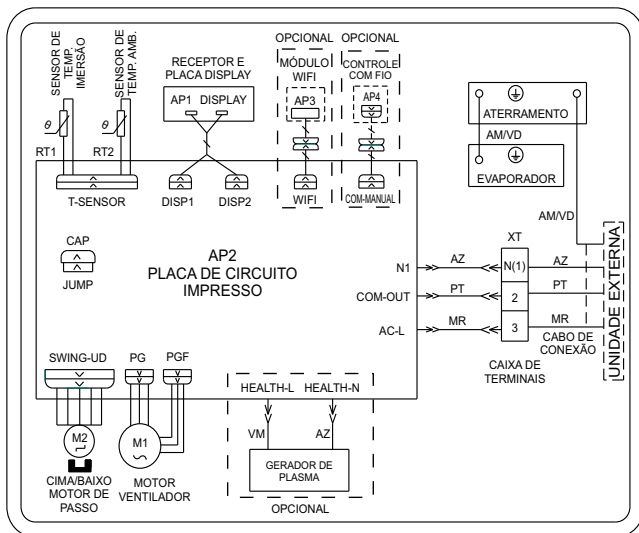 SENSOR DE
TEMP.
IMERSÃO
SENSOR DE
TEMP. AMB.
RECEPTOR E
PLACA DISPLAY
AP1 DISPLAY
OPCIONAL
MÓDULO
WIFI
AP3
OPCIONAL
CONTROLE
COM FIO
AP4
θ
θ
RT1
RT2
T-SENSOR
DISP1
DISP2
WIFI
COM-MANUAL
ATERRAMENTO
AM/VD
EVAPORADOR
AM/VD
CAP
JUMP
AP2
PLACA DE CIRCUITO
IMPRESSO
XT
N1
AZ
N(1)
AZ
COM-OUT
PT
2
PT
AC-L
MR
3
MR
CAIXA DE
TERMINAIS
CABO DE
CONEXÃO
UNIDADE EXTERNA
SWING-UD
PG
PGF
M2
M1
CIMA/BAIXO
MOTOR DE
PASSO
MOTOR
VENTILADOR
HEALTH-L
HEALTH-N
VM
AZ
GERADOR DE
PLASMA
OPCIONAL